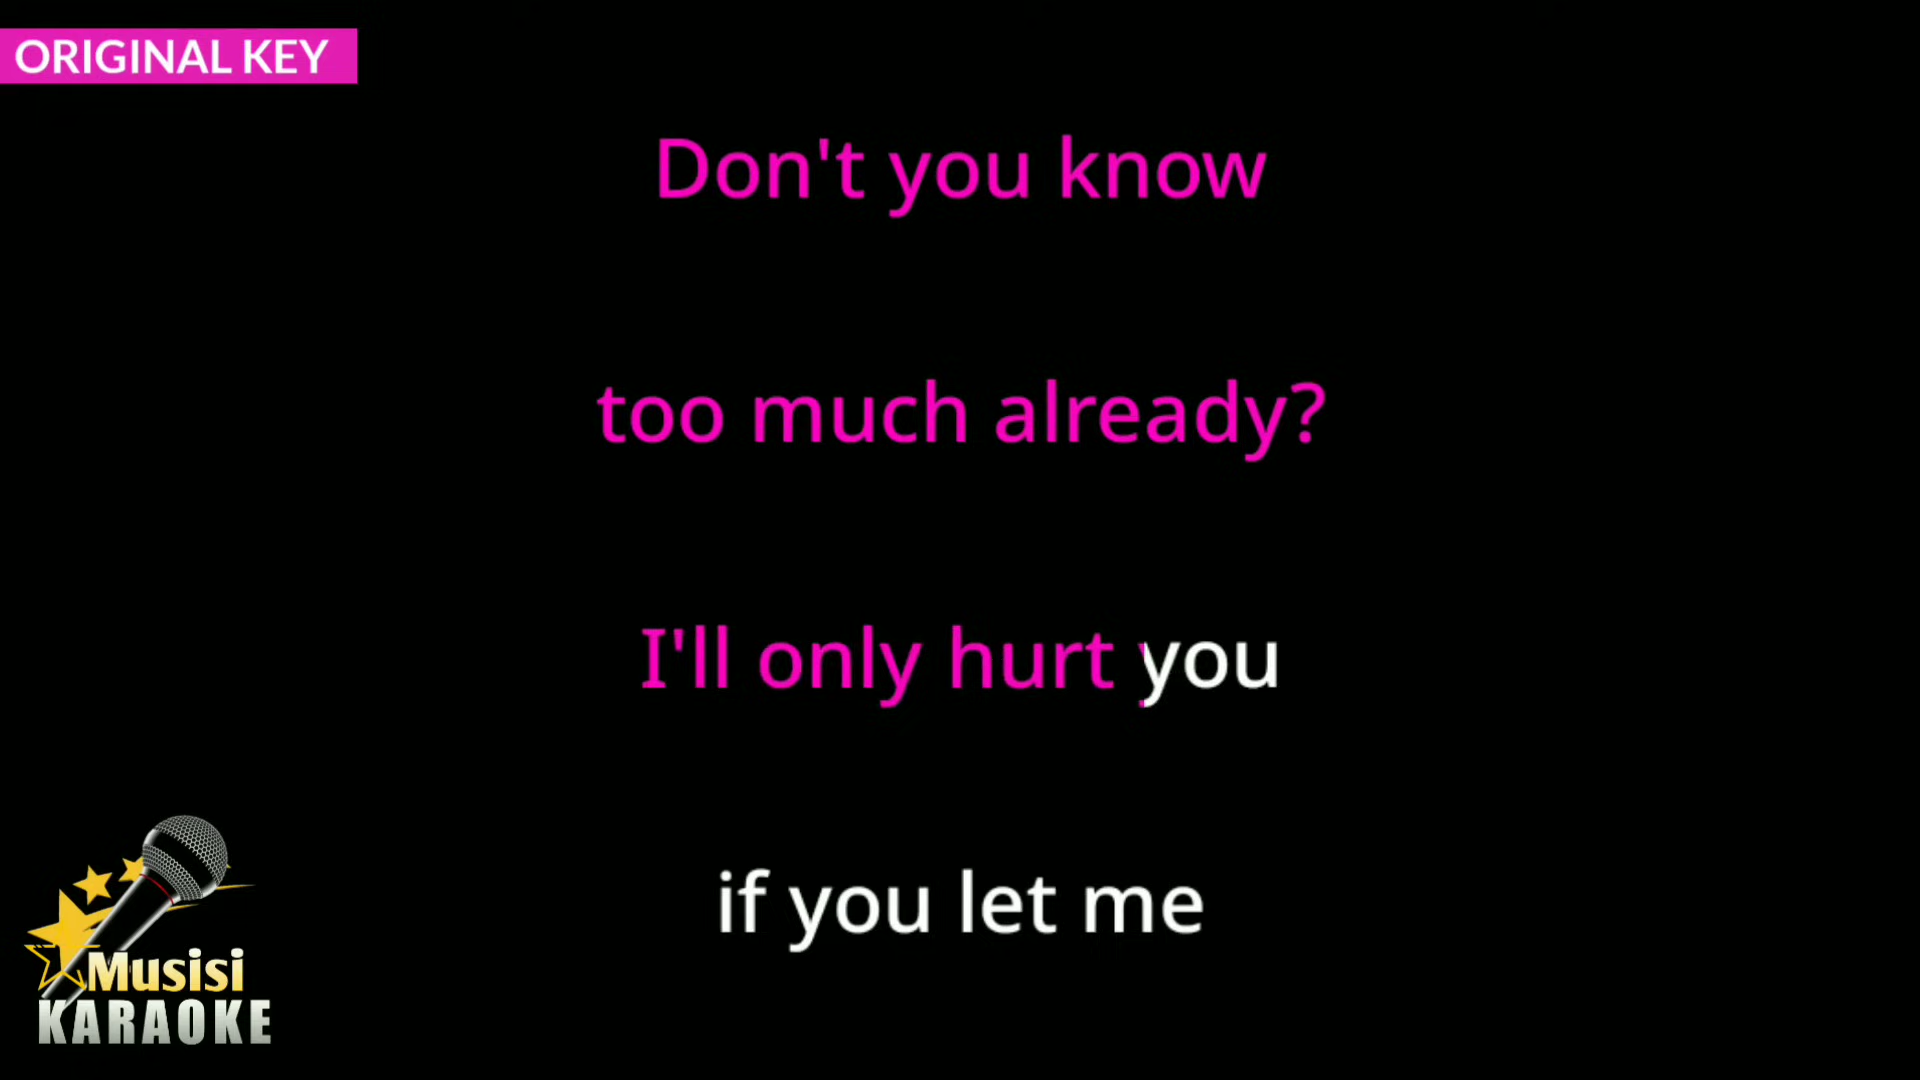 ORIGINAL KEY
Don't you know
too much already?
I'll only hurt you
if you let me
Musisi
KARAOKE